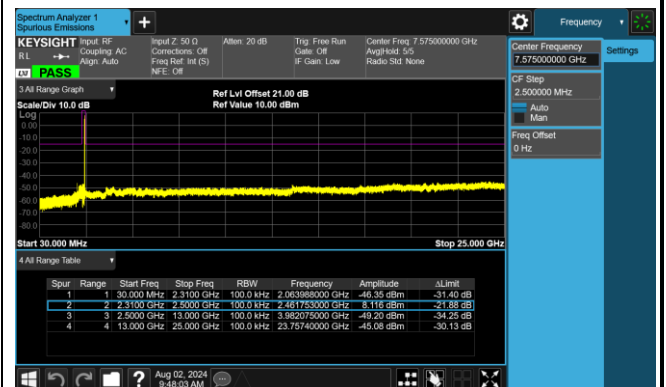 Spectrum Analyzer 1
Spurious Emissions
Frequency
KEYSIGHT
RL
Input: RF
Coupling: AC
Align: Auto
Input Z: 50 Ω
Corrections: Off
Freq Ref: Int (S)
NFE: Off
Atten: 20 dB
Trig: Free Run
Gate: Off
IF Gain: Low
Center Freq: 7.575000000 GHz
Avg|Hold: 5/5
Radio Std: None
LXI PASS
Center Frequency
7.575000000 GHz
Settings
CF Step
2.500000 MHz
Auto
Man
Freq Offset
0 Hz
3 All Range Graph
Ref Lvl Offset 21.00 dB
Scale/Div 10.0 dB
Ref Value 10.00 dBm
Log
0.00
-10.0
-20.0
-30.0
-40.0
-50.0
-60.0
-70.0
-80.0
Start 30.000 MHz
Stop 25.000 GHz
4 All Range Table
Spur Range Start Freq Stop Freq RBW Frequency Amplitude ΔLimit
1 1 30.000 MHz 2.3100 GHz 100.0 kHz 2.063988000 GHz -46.35 dBm -31.40 dB
2 2 2.3100 GHz 2.5000 GHz 100.0 kHz 2.461753000 GHz 8.116 dBm -21.88 dB
3 3 2.5000 GHz 13.000 GHz 100.0 kHz 3.982075000 GHz -49.20 dBm -34.25 dB
4 4 13.000 GHz 25.000 GHz 100.0 kHz 23.75740000 GHz -45.08 dBm -30.13 dB
Aug 02, 2024
9:48:03 AM